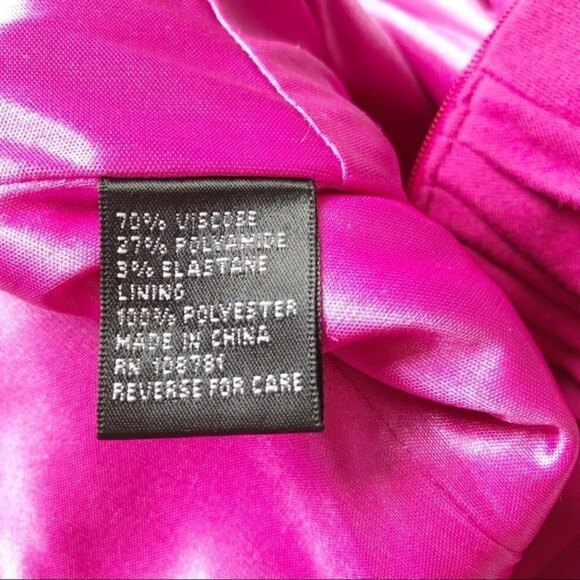 70% VISCOSE
27% POLYAMIDE
3% ELASTANE
LINING
100% POLYESTER
MADE IN CHINA
RN 108781
REVERSE FOR CARE